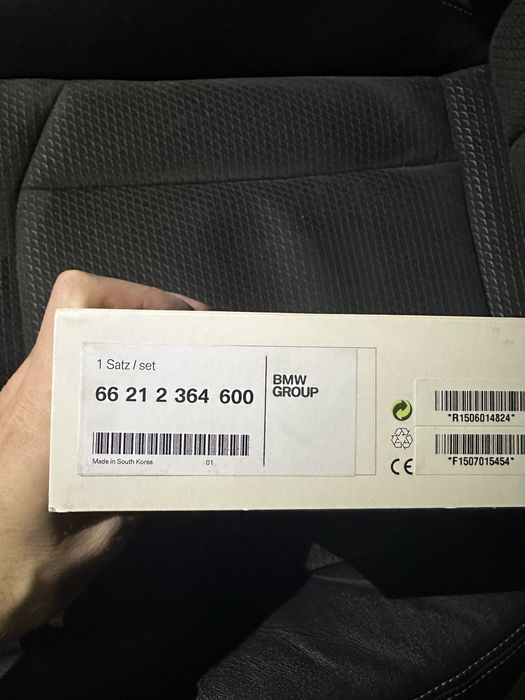 1 Satz / set
66 21 2 364 600
Made in South Korea 01
BMW
GROUP
*R1506014824*
*F1507015454*
CE